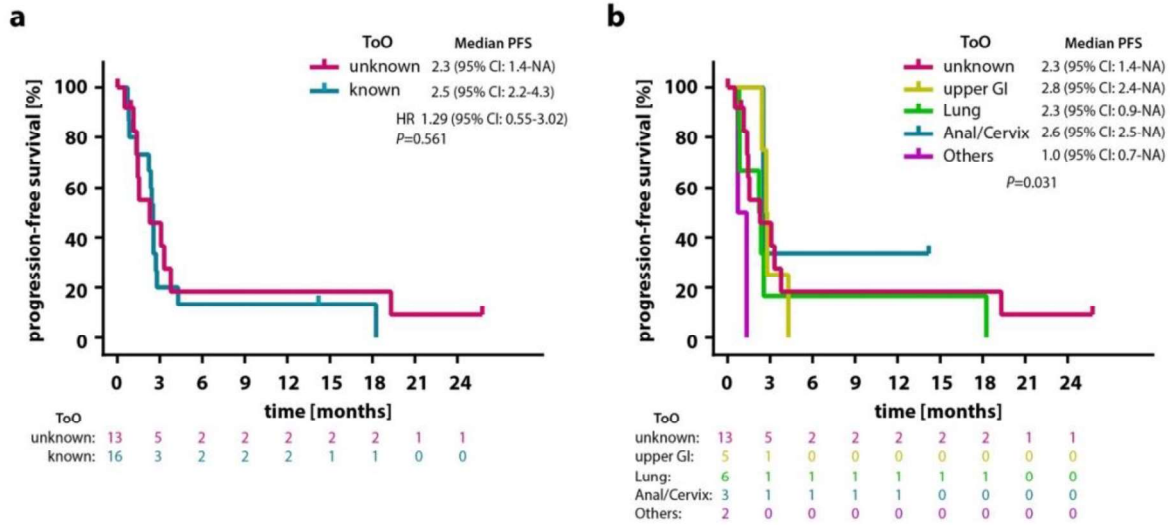 a
ToO Median PFS
unknown 2.3 (95% CI: 1.4-NA)
known 2.5 (95% CI: 2.2-4.3)
HR 1.29 (95% CI: 0.55-3.02)
P=0.561
progression-free survival [%]
100
80
60
40
20
0
0 3 6 9 12 15 18 21 24
time [months]
ToO
unknown: 13 5 2 2 2 2 2 1 1
known: 16 3 2 2 2 1 1 0 0
b
ToO Median PFS
unknown 2.3 (95% CI: 1.4-NA)
upper GI 2.8 (95% CI: 2.4-NA)
Lung 2.3 (95% CI: 0.9-NA)
Anal/Cervix 2.6 (95% CI: 2.5-NA)
Others 1.0 (95% CI: 0.7-NA)
P=0.031
progression-free survival [%]
100
80
60
40
20
0
0 3 6 9 12 15 18 21 24
time [months]
ToO
unknown: 13 5 2 2 2 2 2 1 1
upper GI: 5 1 0 0 0 0 0 0 0
Lung: 6 1 1 1 1 1 1 0 0
Anal/Cervix: 3 1 1 1 1 0 0 0 0
Others: 2 0 0 0 0 0 0 0 0